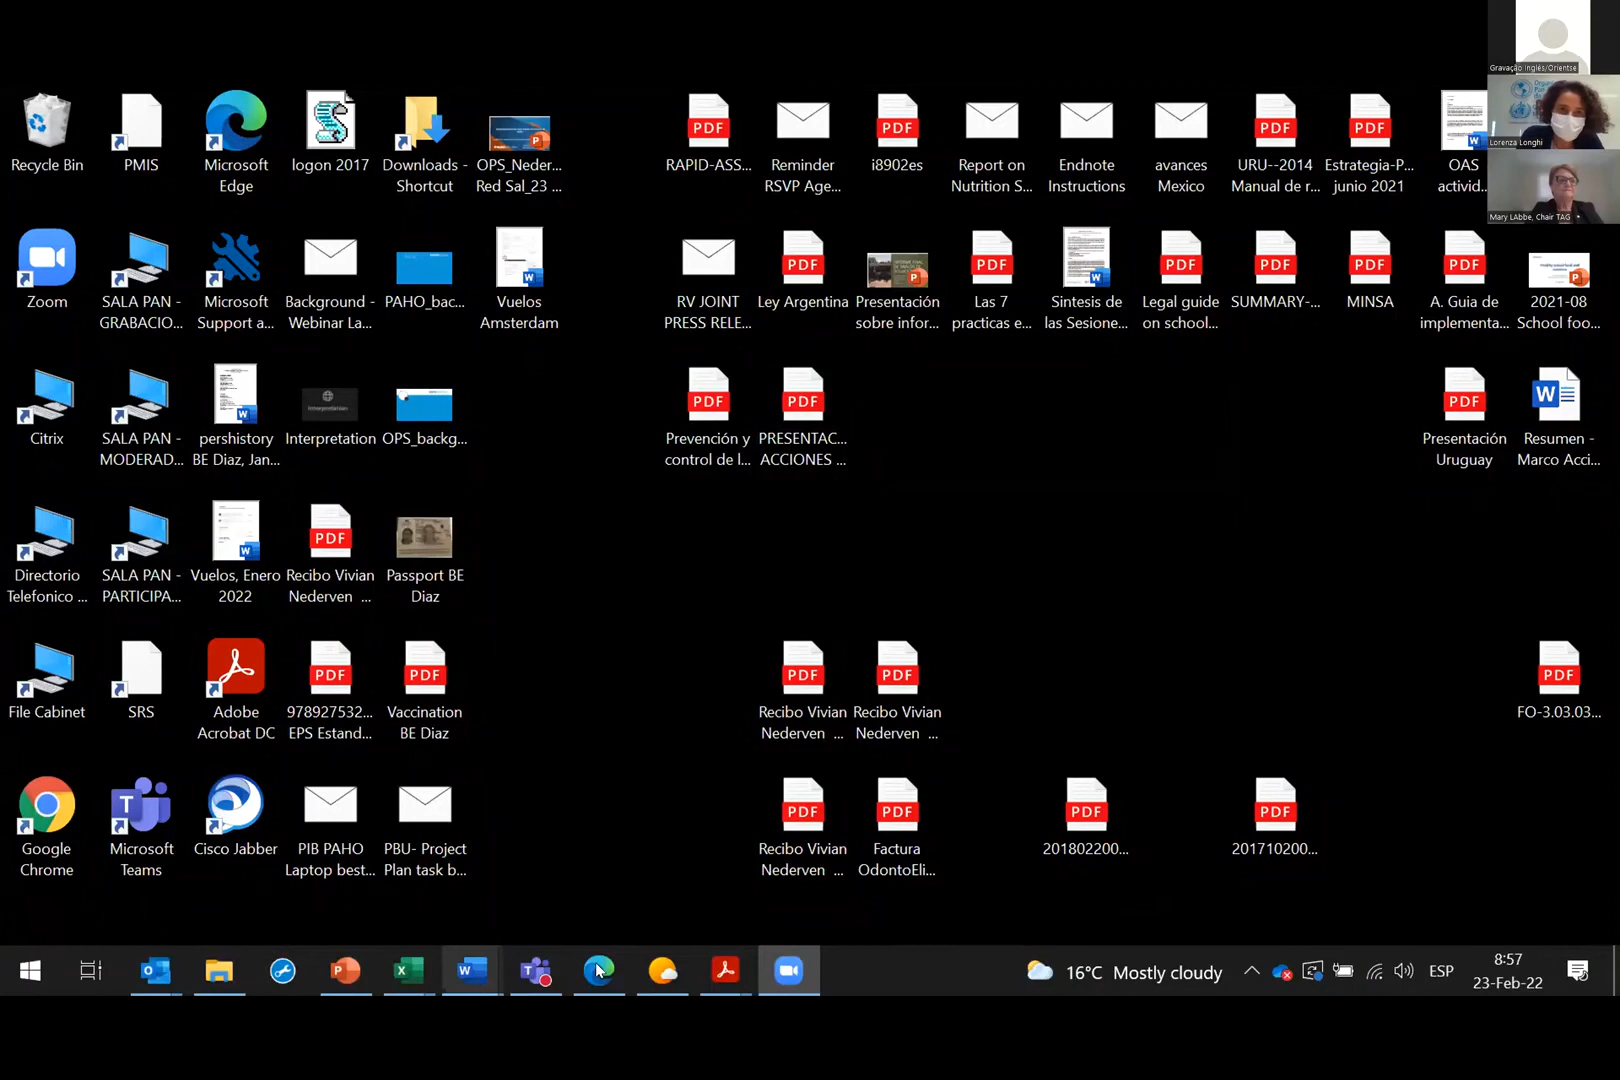 Gravação Inglês/Orientse
Lorenza Longhi
Mary LAbbe, Chair TAG
Recycle Bin
PMIS
Microsoft
Edge
logon 2017
Downloads -
Shortcut
OPS_Neder...
Red Sal_23 ...
RAPID-ASS...
Reminder
RSVP Age...
i8902es
Report on
Nutrition S...
Endnote
Instructions
avances
Mexico
URU--2014
Manual de r...
Estrategia-P...
junio 2021
OAS
activid...
Zoom
SALA PAN -
GRABACIO...
Microsoft
Support a...
Background -
Webinar La...
PAHO_bac...
Vuelos
Amsterdam
RV JOINT
PRESS RELE...
Ley Argentina
Presentación
sobre infor...
Las 7
practicas e...
Sintesis de
las Sesione...
Legal guide
on school...
SUMMARY-...
MINSA
A. Guia de
implementa...
2021-08
School foo...
Citrix
SALA PAN -
MODERAD...
pershistory
BE Diaz, Jan...
Interpretation
Interpretation
OPS_backg...
Prevención y
control de l...
PRESENTAC...
ACCIONES ...
Presentación
Uruguay
Resumen -
Marco Acci...
Directorio
Telefonico ...
SALA PAN -
PARTICIPA...
Vuelos, Enero
2022
Recibo Vivian
Nederven ...
Passport BE
Diaz
File Cabinet
SRS
Adobe
Acrobat DC
978927532...
EPS Estand...
Vaccination
BE Diaz
Recibo Vivian
Nederven ...
Recibo Vivian
Nederven ...
FO-3.03.03...
Google
Chrome
Microsoft
Teams
Cisco Jabber
PIB PAHO
Laptop best...
PBU- Project
Plan task b...
Recibo Vivian
Nederven ...
Factura
OdontoEli...
201802200...
201710200...
16°C Mostly cloudy
ESP
8:57
23-Feb-22